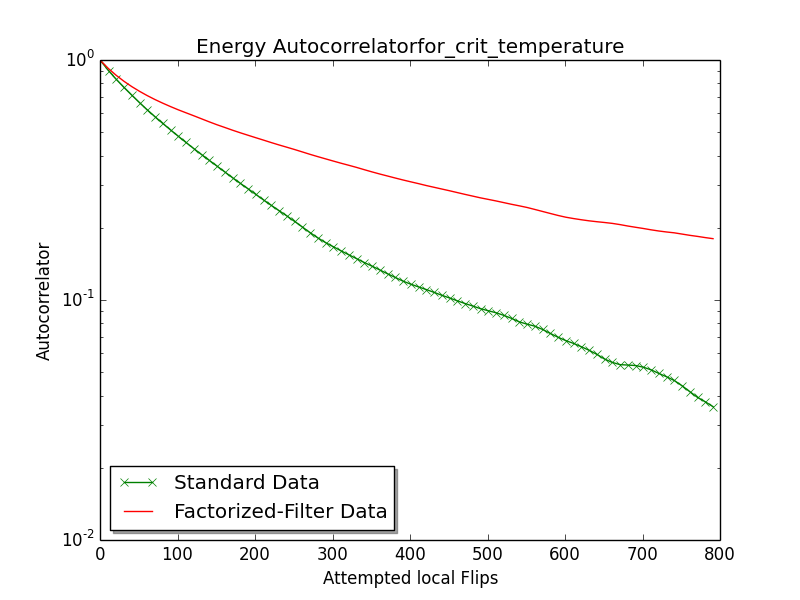 Energy Autocorrelatorfor_crit_temperature
10^0
10^-1
10^-2
Autocorrelator
Standard Data
Factorized-Filter Data
0 100 200 300 400 500 600 700 800
Attempted local Flips